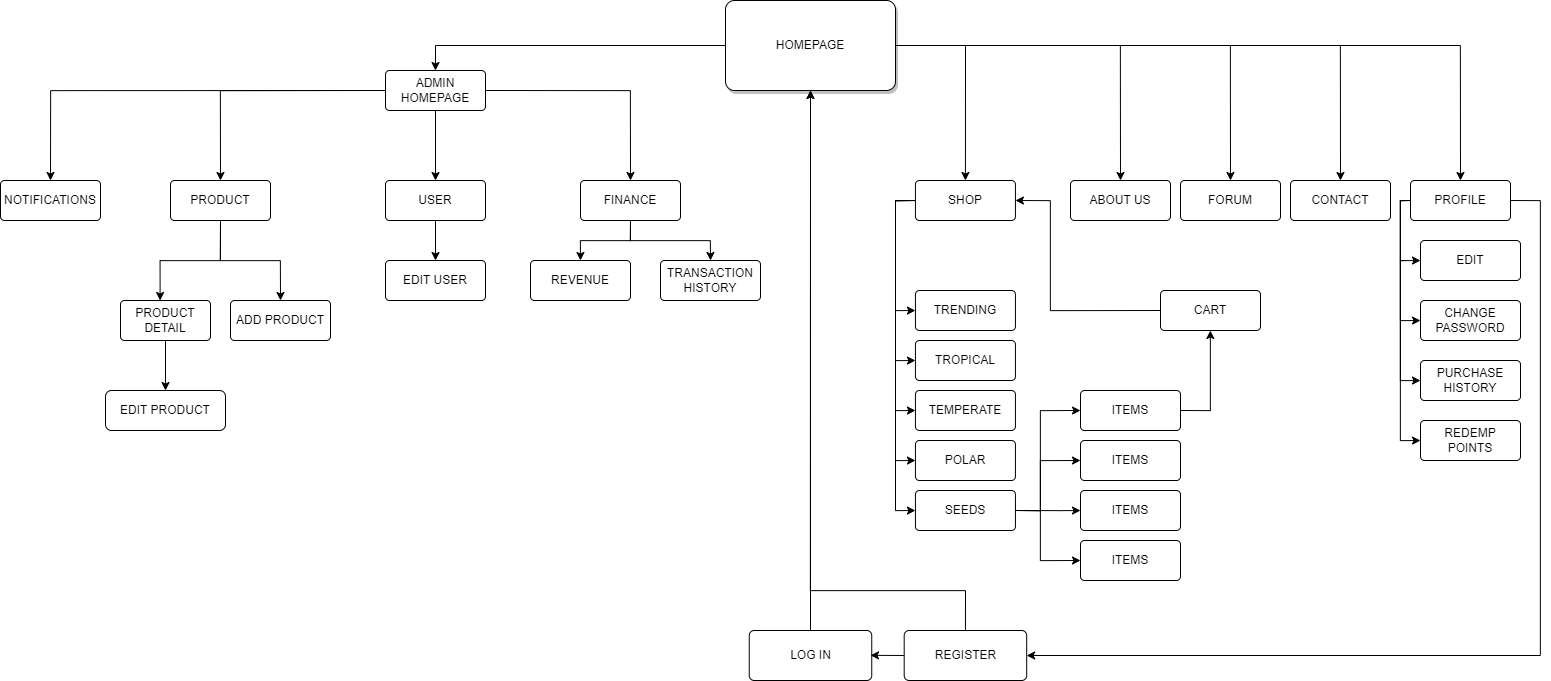 HOMEPAGE
ADMIN
HOMEPAGE
NOTIFICATIONS
PRODUCT
USER
FINANCE
SHOP
ABOUT US
FORUM
CONTACT
PROFILE
EDIT USER
REVENUE
TRANSACTION
HISTORY
EDIT
PRODUCT
DETAIL
ADD PRODUCT
TRENDING
CART
CHANGE
PASSWORD
TROPICAL
PURCHASE
HISTORY
EDIT PRODUCT
TEMPERATE
ITEMS
REDEMP
POINTS
POLAR
ITEMS
SEEDS
ITEMS
ITEMS
LOG IN
REGISTER